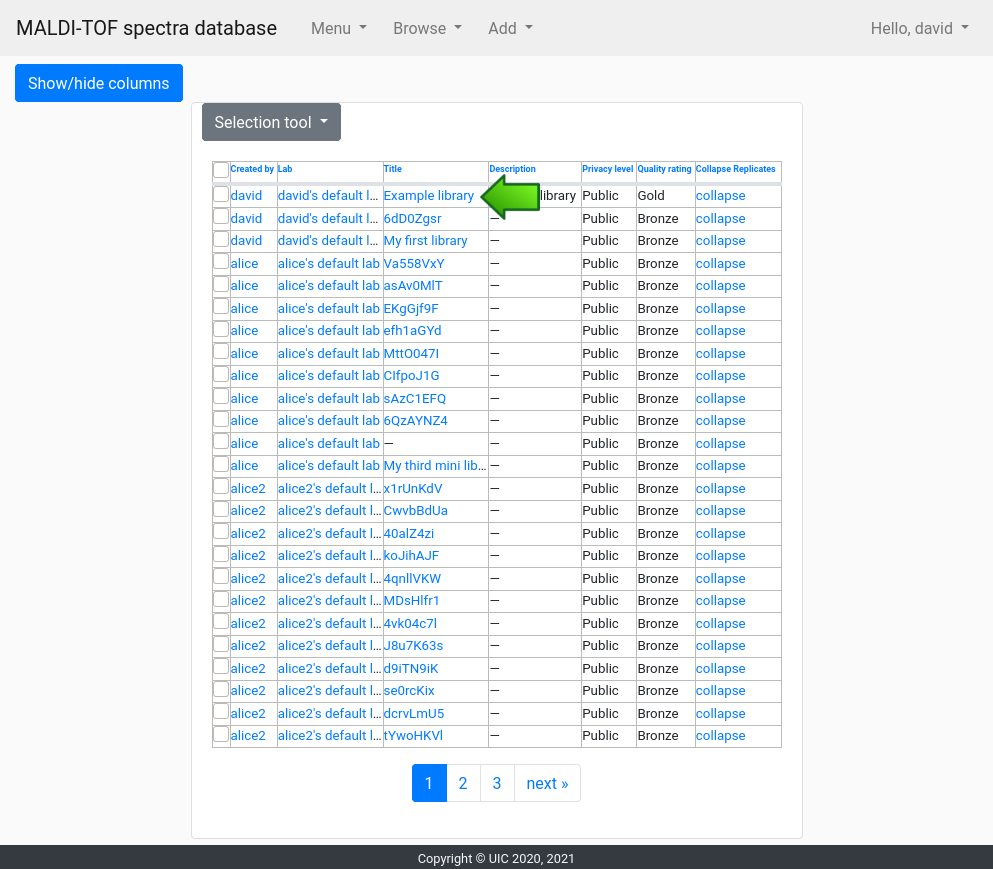 MALDI-TOF spectra database Menu Browse Add Hello, david
Show/hide columns
Selection tool
Created by Lab Title Description Privacy level Quality rating Collapse Replicates
david david's default l... Example library library Public Gold collapse
david david's default l... 6dD0Zgsr — Public Bronze collapse
david david's default l... My first library — Public Bronze collapse
alice alice's default lab Va558VxY — Public Bronze collapse
alice alice's default lab asAv0MlT — Public Bronze collapse
alice alice's default lab EKgGjf9F — Public Bronze collapse
alice alice's default lab efh1aGYd — Public Bronze collapse
alice alice's default lab MttO047I — Public Bronze collapse
alice alice's default lab CIfpoJ1G — Public Bronze collapse
alice alice's default lab sAzC1EFQ — Public Bronze collapse
alice alice's default lab 6QzAYNZ4 — Public Bronze collapse
alice alice's default lab — — Public Bronze collapse
alice alice's default lab My third mini lib... — Public Bronze collapse
alice2 alice2's default l... x1rUnKdV — Public Bronze collapse
alice2 alice2's default l... CwvbBdUa — Public Bronze collapse
alice2 alice2's default l... 40alZ4zi — Public Bronze collapse
alice2 alice2's default l... koJihAJF — Public Bronze collapse
alice2 alice2's default l... 4qnllVKW — Public Bronze collapse
alice2 alice2's default l... MDsHlfr1 — Public Bronze collapse
alice2 alice2's default l... 4vk04c7l — Public Bronze collapse
alice2 alice2's default l... J8u7K63s — Public Bronze collapse
alice2 alice2's default l... d9iTN9iK — Public Bronze collapse
alice2 alice2's default l... se0rcKix — Public Bronze collapse
alice2 alice2's default l... dcrvLmU5 — Public Bronze collapse
alice2 alice2's default l... tYwoHKVl — Public Bronze collapse
1 2 3 next »
Copyright © UIC 2020, 2021